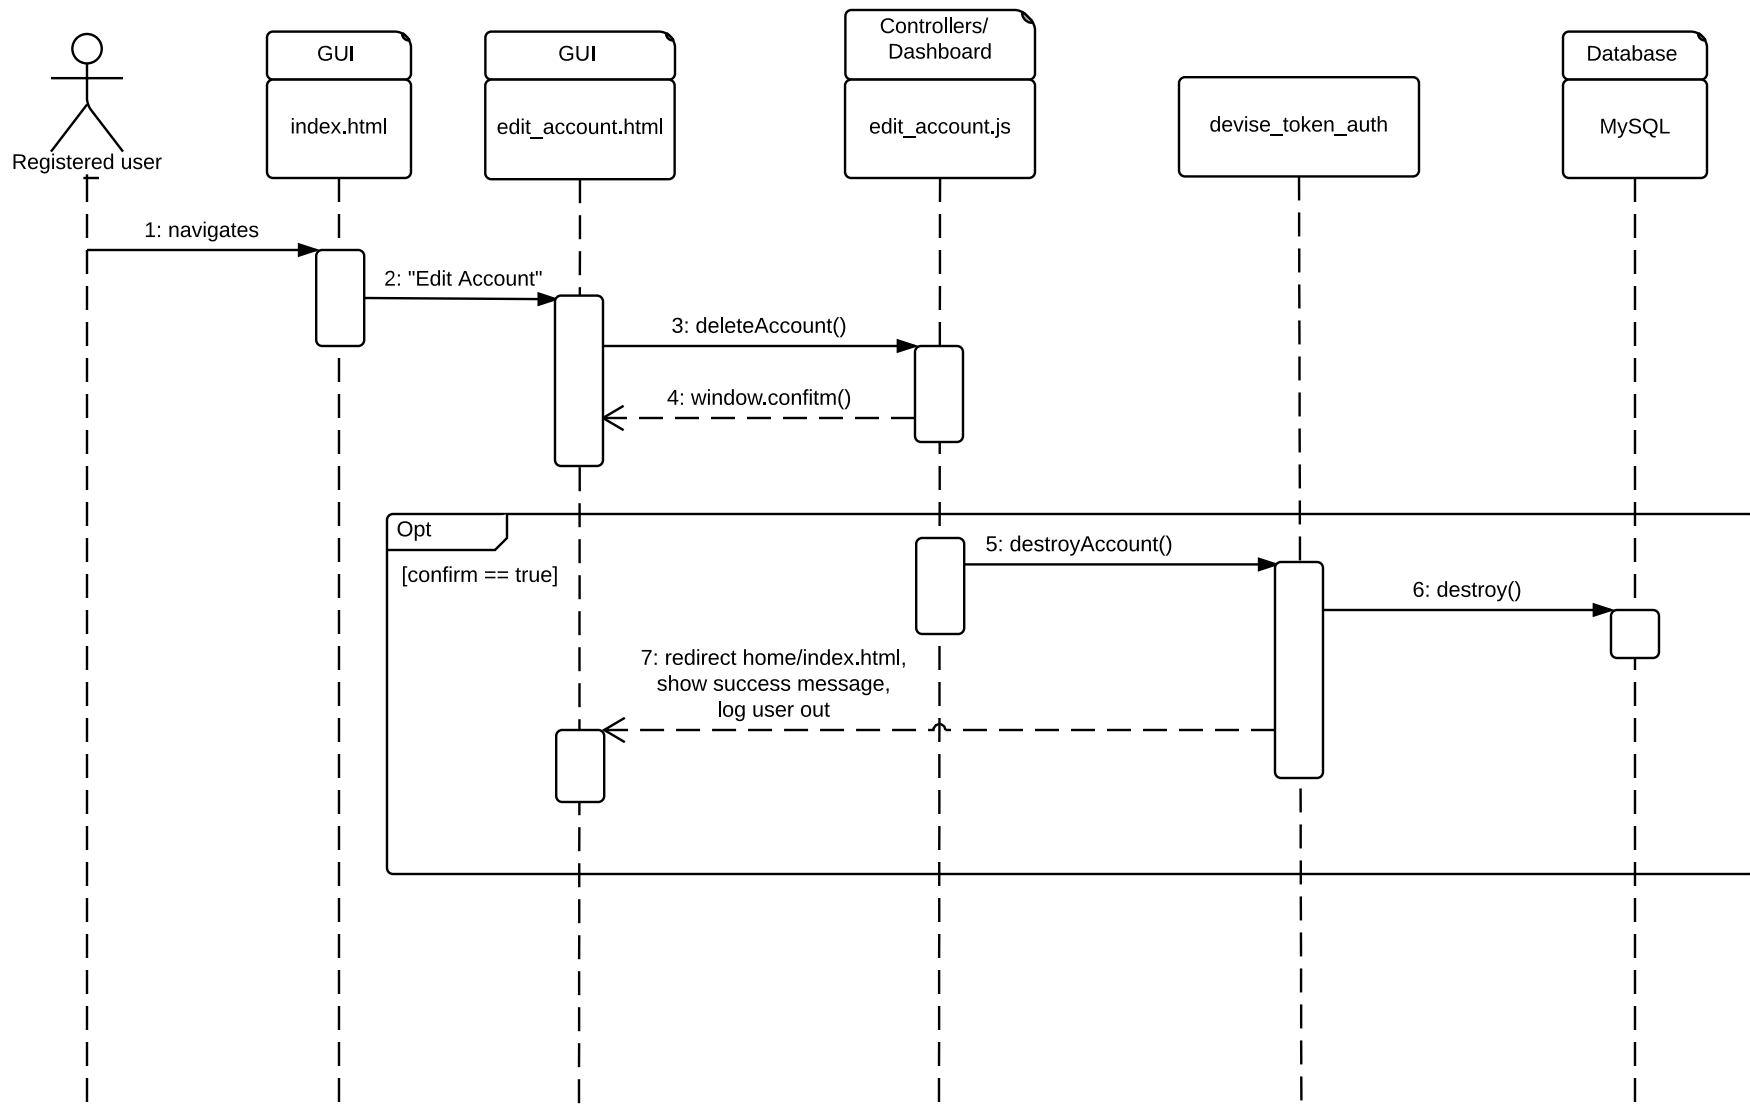 Controllers/
Dashboard
GUI
GUI
Database
index.html
edit_account.html
edit_account.js
devise_token_auth
MySQL
Registered user
1: navigates
2: "Edit Account"
3: deleteAccount()
4: window.confitm()
Opt
[confirm == true]
5: destroyAccount()
6: destroy()
7: redirect home/index.html,
show success message,
log user out